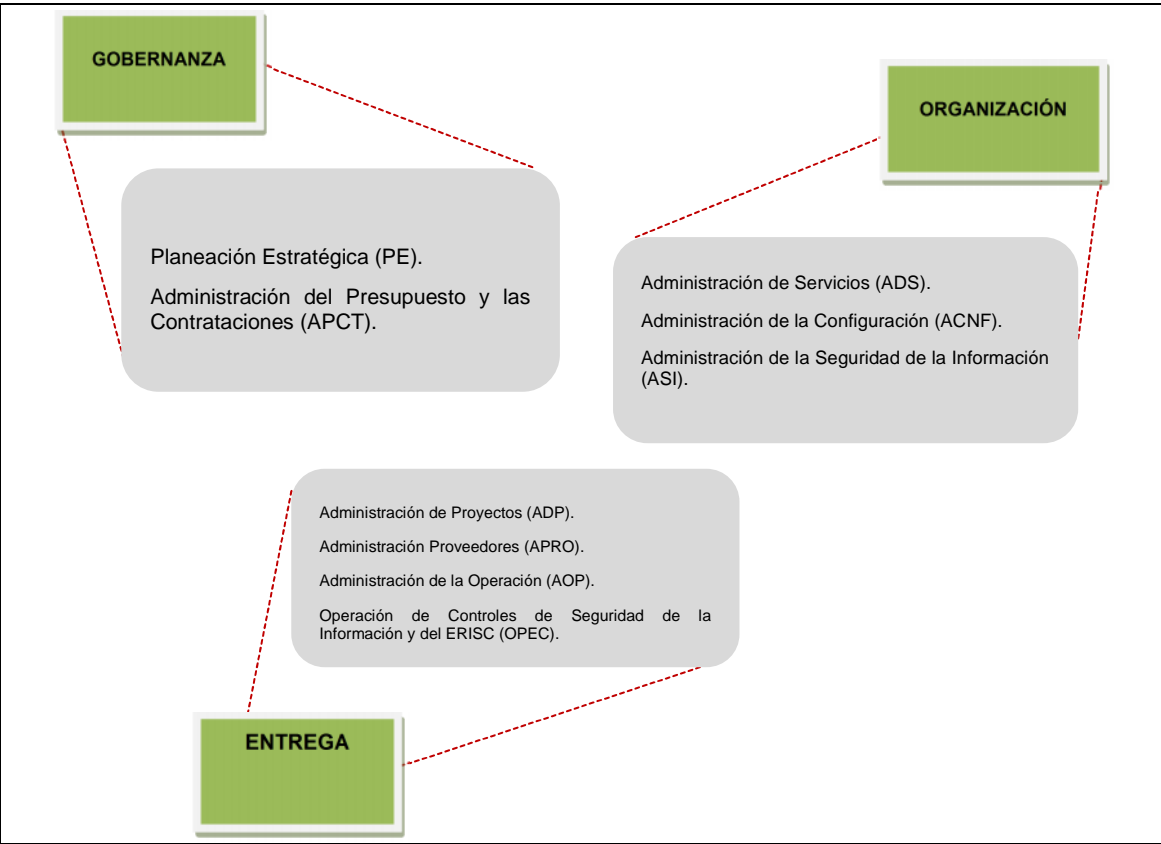 GOBERNANZA
Planeación Estratégica (PE).
Administración del Presupuesto y las
Contrataciones (APCT).
ORGANIZACIÓN
Administración de Servicios (ADS).
Administración de la Configuración (ACNF).
Administración de la Seguridad de la Información
(ASI).
Administración de Proyectos (ADP).
Administración Proveedores (APRO).
Administración de la Operación (AOP).
Operación de Controles de Seguridad de la
Información y del ERISC (OPEC).
ENTREGA